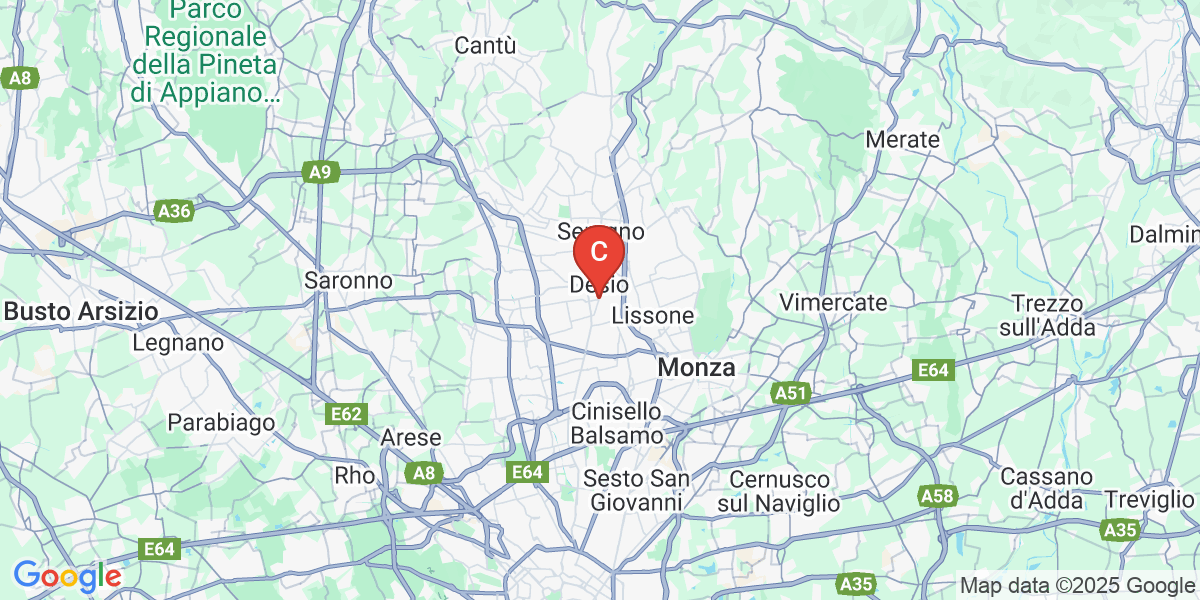 Parco
Regionale
della Pineta
di Appiano...
Cantù
A8
Merate
A9
A36
Dalmin
C
Desio
Saronno
Busto Arsizio
Legnano
Lissone
Vimercate
Trezzo
sull'Adda
Monza
E64
A51
E62
Parabiago
Arese
Cinisello
Balsamo
Rho
A8
E64
Sesto San
Giovanni
Cernusco
sul Naviglio
A58
Cassano
d'Adda
Treviglio
A35
E64
Google
A35
Map data ©2025 Google